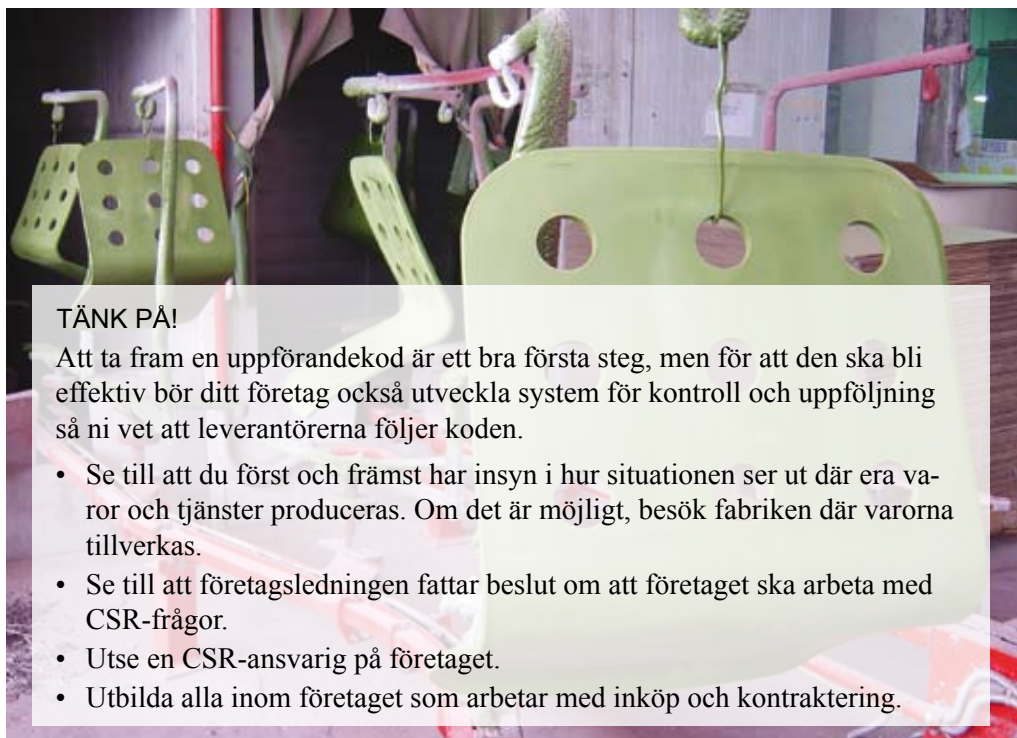 TÄNK PÅ!
Att ta fram en uppförandekod är ett bra första steg, men för att den ska bli
effektiv bör ditt företag också utveckla system för kontroll och uppföljning
så ni vet att leverantörerna följer koden.
• Se till att du först och främst har insyn i hur situationen ser ut där era va-
ror och tjänster produceras. Om det är möjligt, besök fabriken där varorna
tillverkas.
• Se till att företagsledningen fattar beslut om att företaget ska arbeta med
CSR-frågor.
• Utse en CSR-ansvarig på företaget.
• Utbilda alla inom företaget som arbetar med inköp och kontraktering.